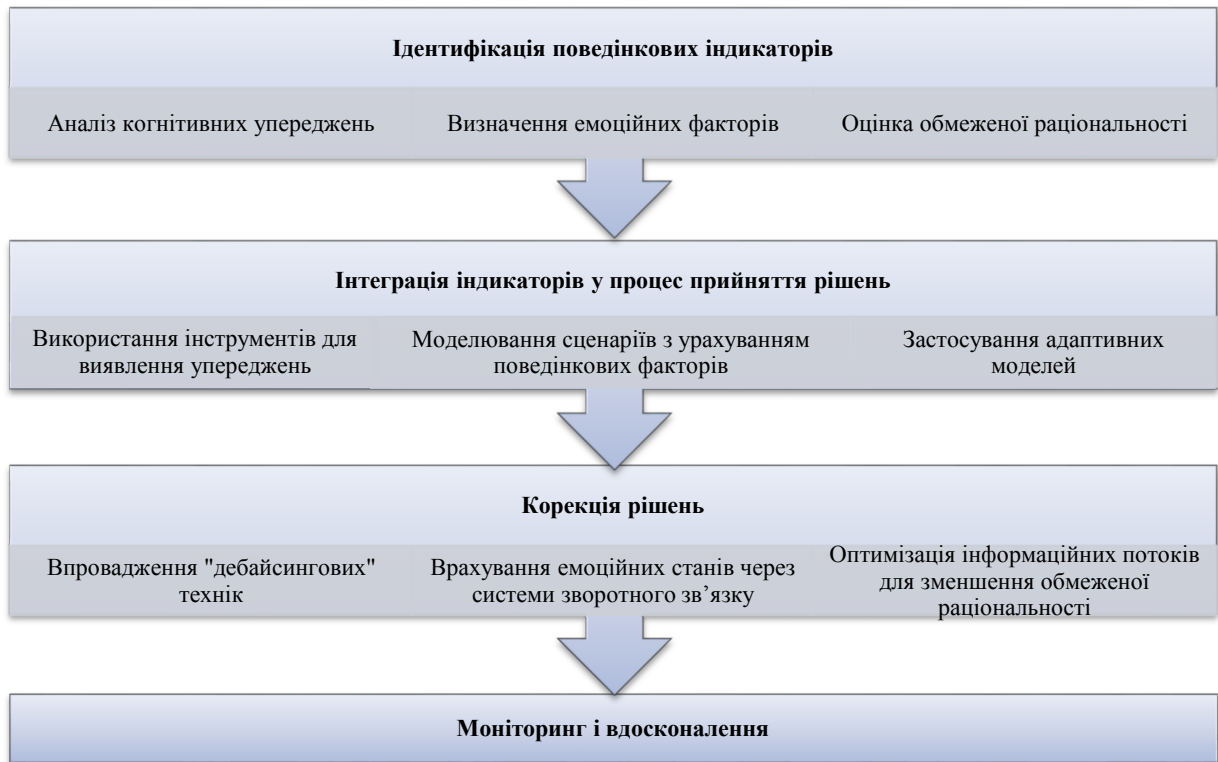 Ідентифікація поведінкових індикаторів
Аналіз когнітивних упереджень
Визначення емоційних факторів
Оцінка обмеженої раціональності
Інтеграція індикаторів у процес прийняття рішень
Використання інструментів для
виявлення упереджень
Моделювання сценаріїв з урахуванням
поведінкових факторів
Застосування адаптивних
моделей
Корекція рішень
Впровадження "дебайсингових"
технік
Врахування емоційних станів через
системи зворотного зв’язку
Оптимізація інформаційних потоків
для зменшення обмеженої
раціональності
Моніторинг і вдосконалення